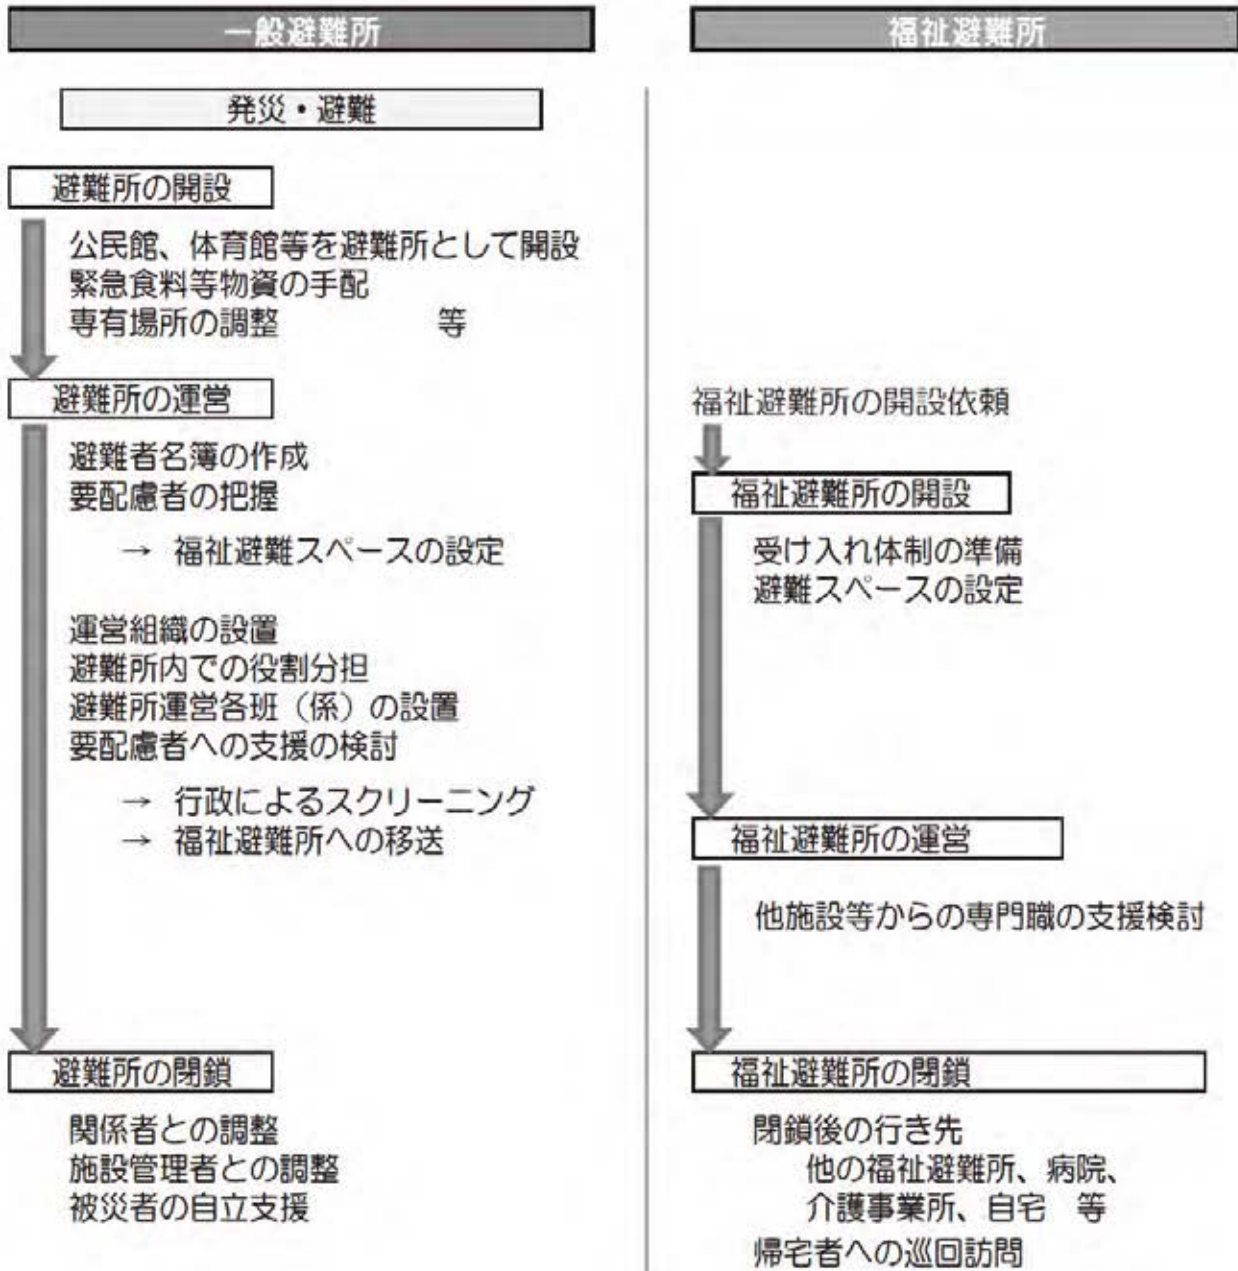 一般避難所
発災・避難
避難所の開設
公民館、体育館等を避難所として開設
緊急食料等物資の手配
専有場所の調整 等
避難所の運営
避難者名簿の作成
要配慮者の把握
→ 福祉避難スペースの設定
運営組織の設置
避難所内での役割分担
避難所運営各班（係）の設置
要配慮者への支援の検討
→ 行政によるスクリーニング
→ 福祉避難所への移送
避難所の閉鎖
関係者との調整
施設管理者との調整
被災者の自立支援
福祉避難所
福祉避難所の開設依頼
福祉避難所の開設
受け入れ体制の準備
避難スペースの設定
福祉避難所の運営
他施設等からの専門職の支援検討
福祉避難所の閉鎖
閉鎖後の行き先
他の福祉避難所、病院、
介護事業所、自宅 等
帰宅者への巡回訪問